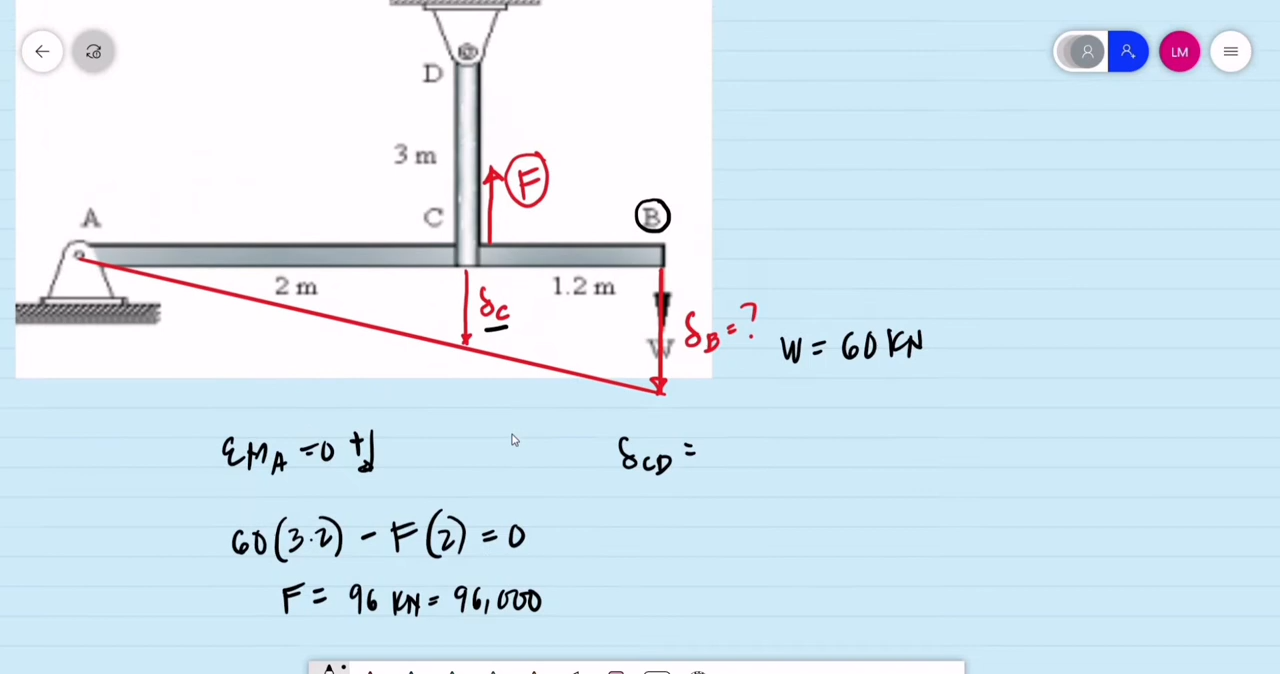 LM
D
3 m
F
A
C
B
2 m
δC
1.2 m
W
δB = ?
W = 60 KN
ΣMA = 0 +↓
δCD =
60(3.2) - F(2) = 0
F = 96 KN = 96,000